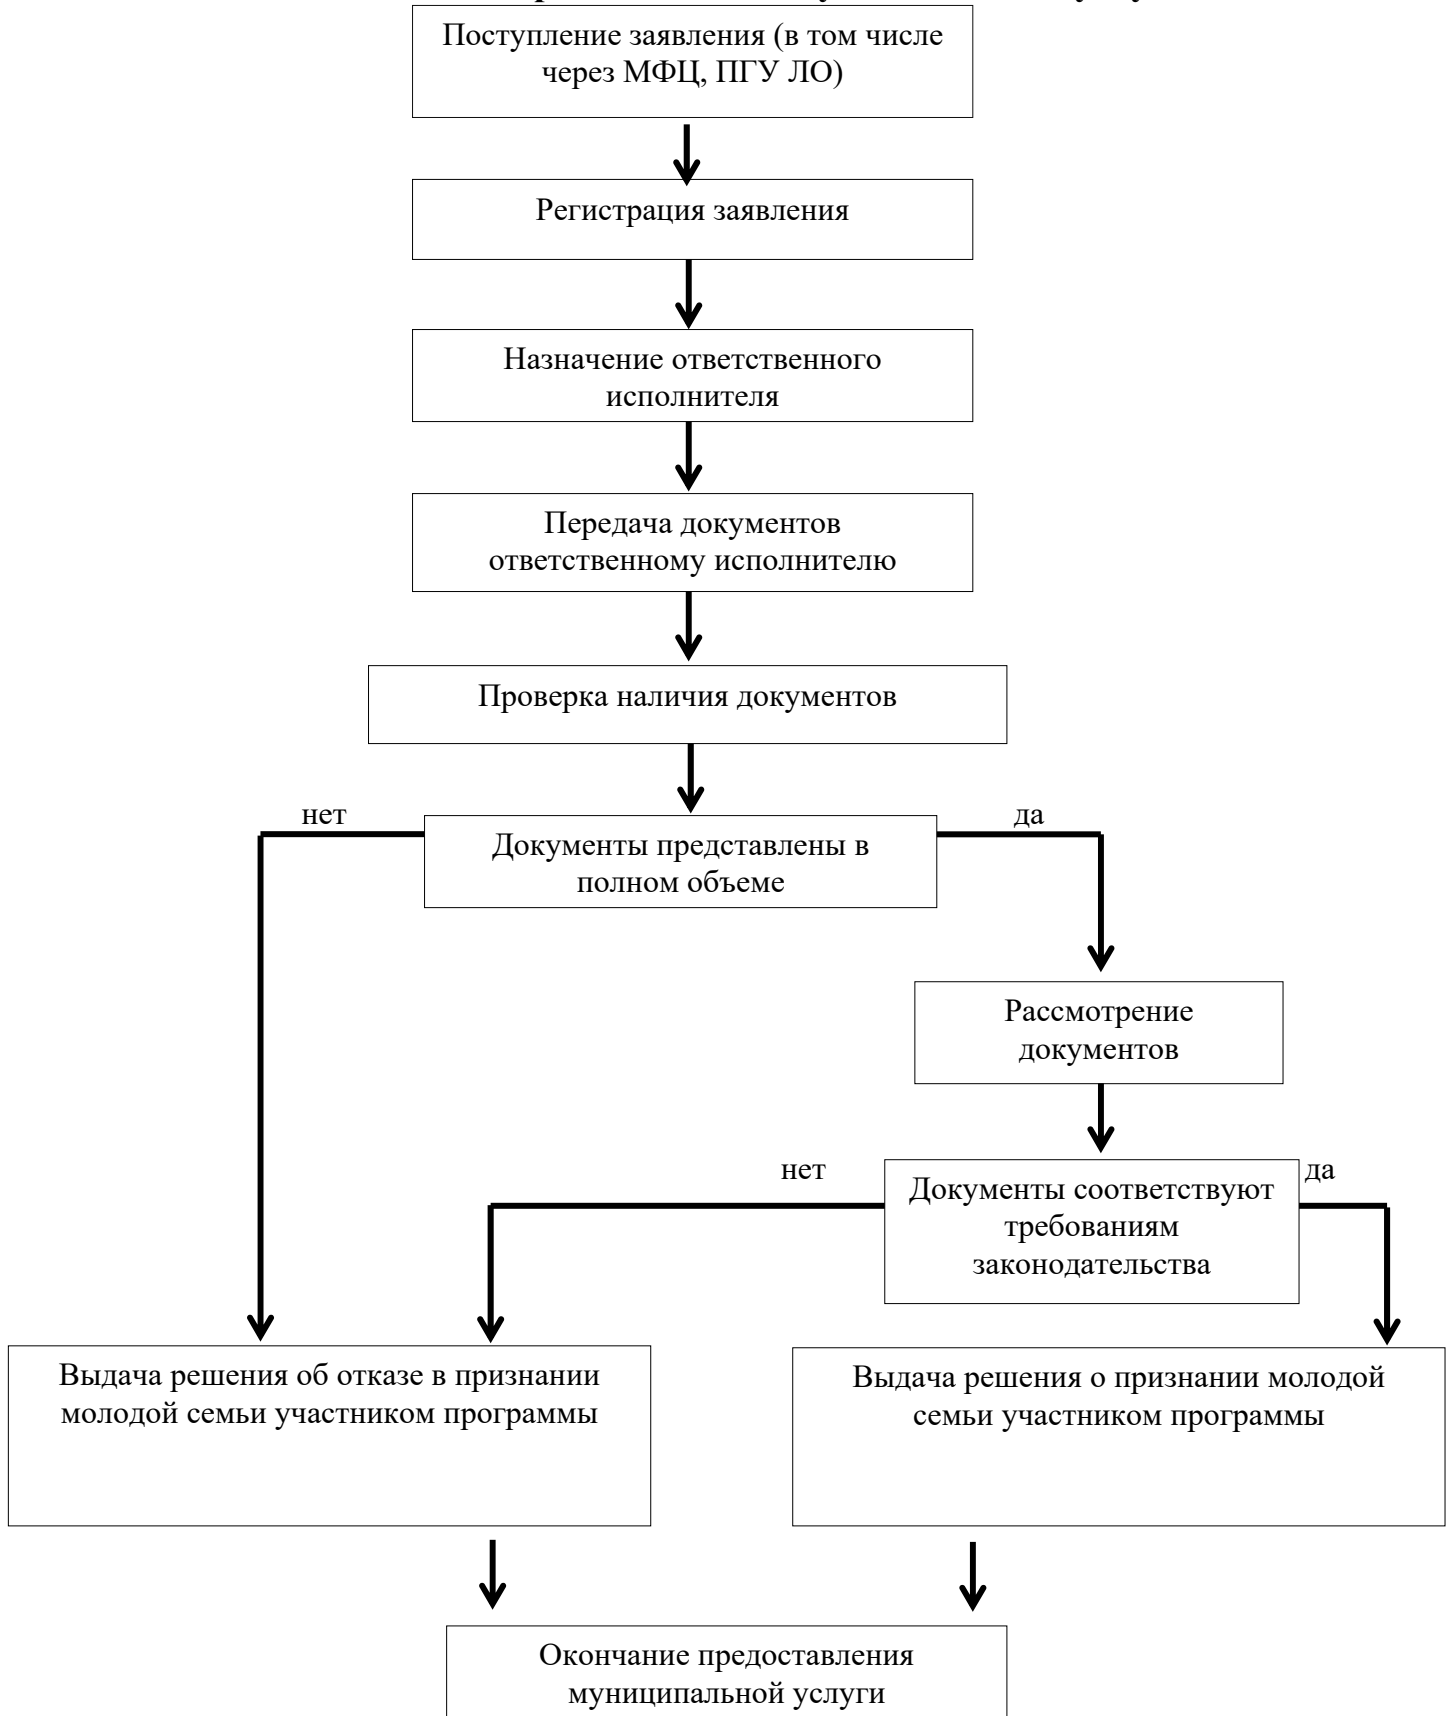 Поступление заявления (в том числе
через МФЦ, ПГУ ЛО)
Регистрация заявления
Назначение ответственного
исполнителя
Передача документов
ответственному исполнителю
Проверка наличия документов
нет
да
Документы представлены в
полном объеме
Рассмотрение
документов
нет
да
Документы соответствуют
требованиям
законодательства
Выдача решения об отказе в признании
молодой семьи участником программы
Выдача решения о признании молодой
семьи участником программы
Окончание предоставления
муниципальной услуги